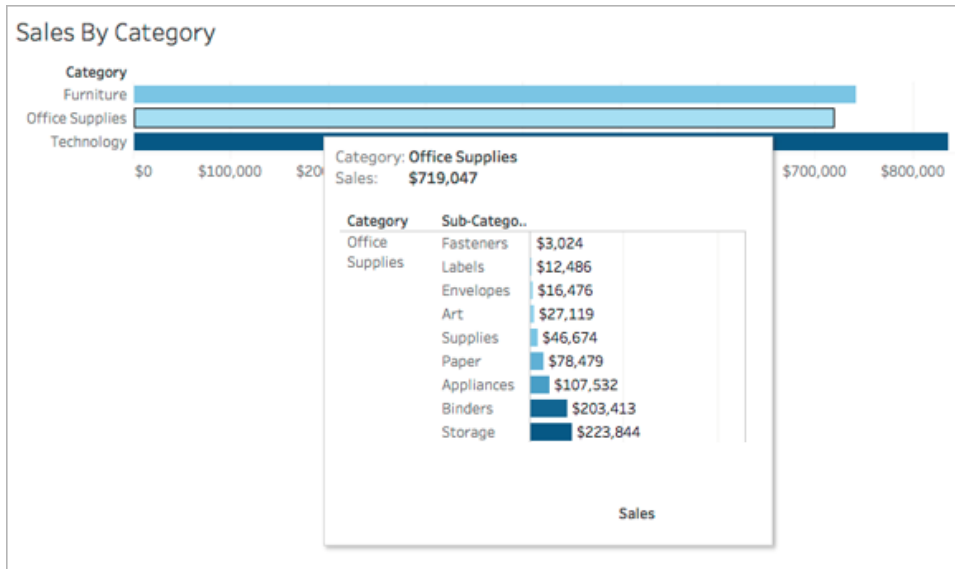 Sales By Category
Category
Furniture
Office Supplies
Technology
$0 $100,000 $20 $700,000 $800,000
Category: Office Supplies
Sales: $719,047
Category Sub-Catego..
Office Supplies Fasteners $3,024
Labels $12,486
Envelopes $16,476
Art $27,119
Supplies $46,674
Paper $78,479
Appliances $107,532
Binders $203,413
Storage $223,844
Sales